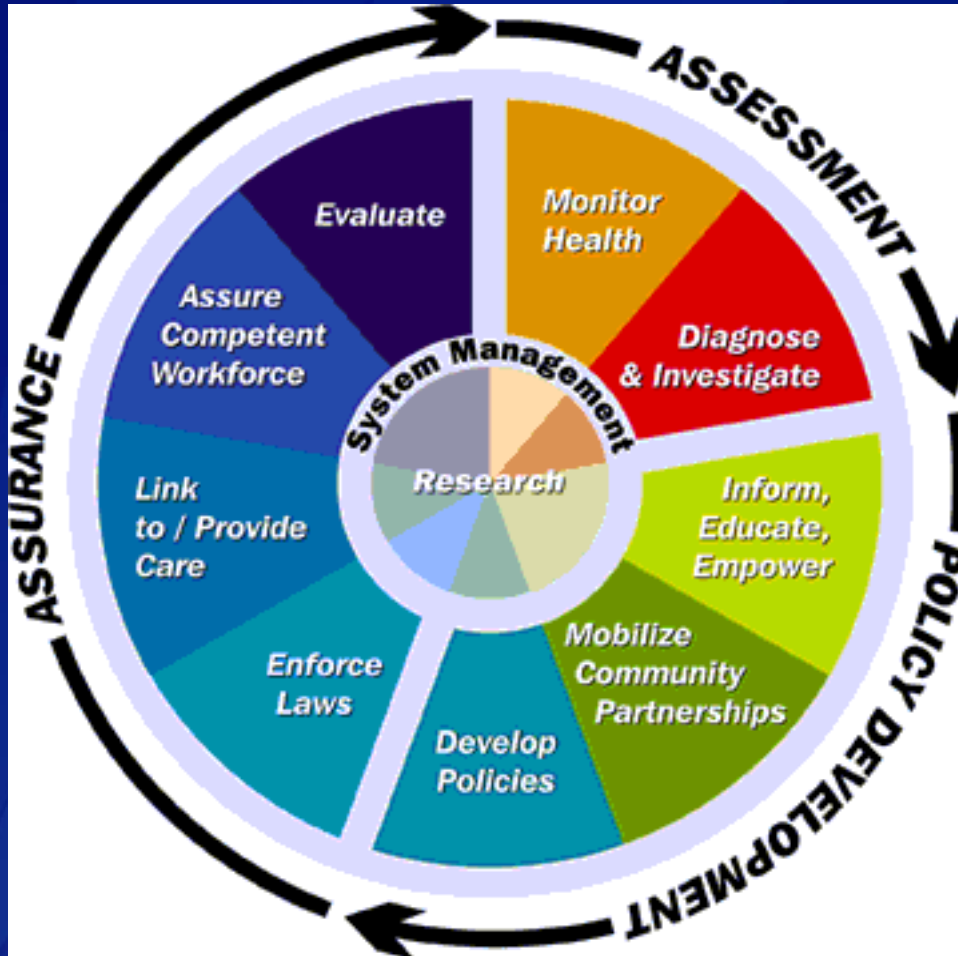 ASSESSMENT
Monitor
Health
Diagnose
& Investigate
POLICY DEVELOPMENT
Inform,
Educate,
Empower
Mobilize
Community
Partnerships
Develop
Policies
ASSURANCE
Enforce
Laws
Link
to / Provide
Care
Assure
Competent
Workforce
Evaluate
System Management
Research